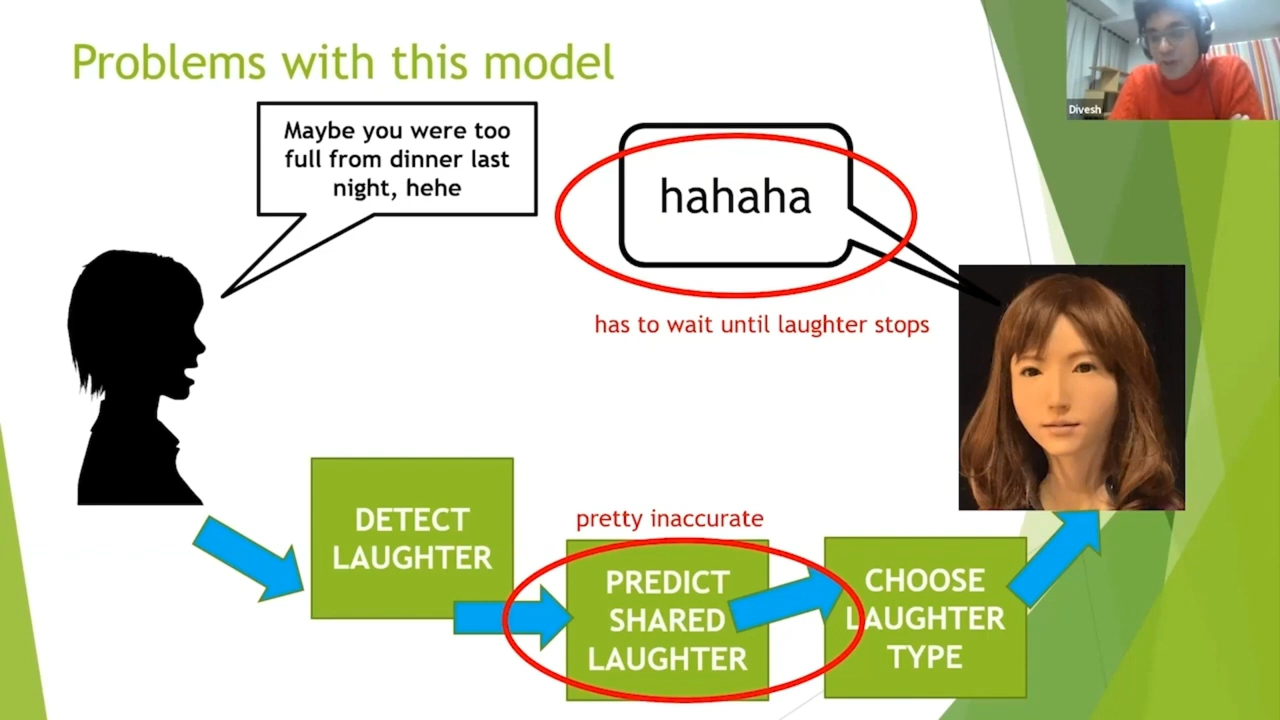 Problems with this model
Divesh
Maybe you were too
full from dinner last
night, hehe
hahaha
has to wait until laughter stops
DETECT
LAUGHTER
pretty inaccurate
PREDICT
SHARED
LAUGHTER
CHOOSE
LAUGHTER
TYPE